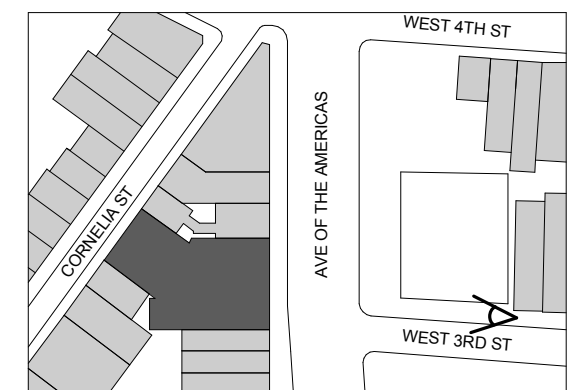 WEST 4TH ST
AVE OF THE AMERICAS
CORNELIA ST
WEST 3RD ST